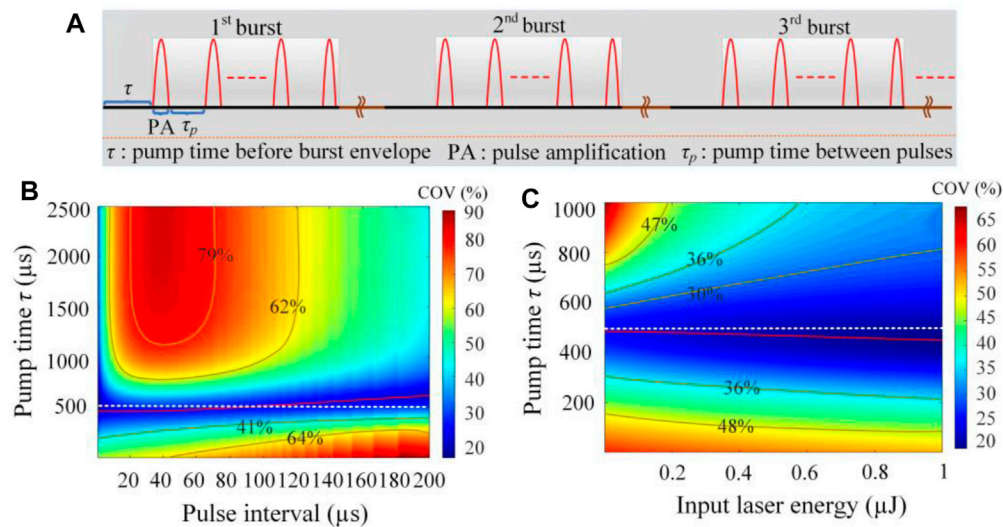 A
1st burst
2nd burst
3rd burst
τ
PA τp
τ : pump time before burst envelope PA : pulse amplification τp : pump time between pulses
B
COV (%)
2500
2000
1500
1000
500
79%
62%
41%
64%
20 40 60 80 100 120 140 160 180 200
Pump time τ (µs)
Pulse interval (µs)
90
80
70
60
50
40
30
20
C
COV (%)
1000
800
600
400
200
47%
36%
30%
36%
48%
0.2 0.4 0.6 0.8 1
Pump time τ (µs)
Input laser energy (µJ)
65
60
55
50
45
40
35
30
25
20